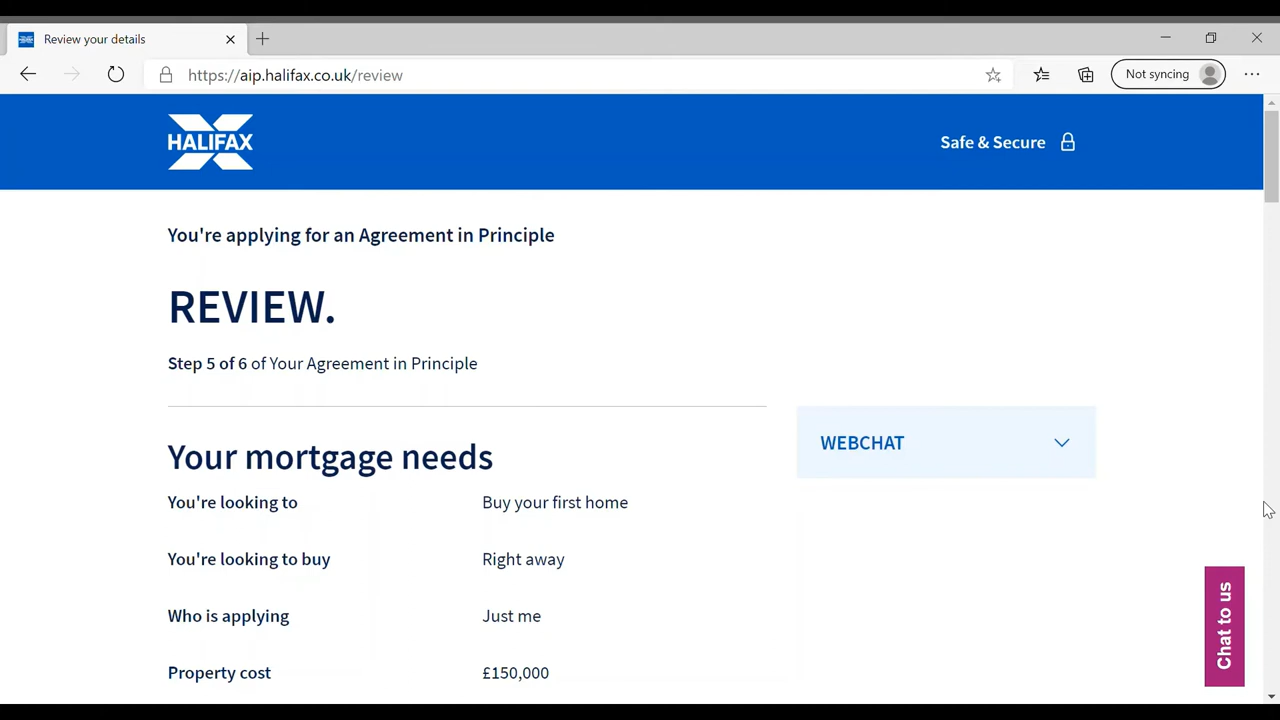 Review your details
https://aip.halifax.co.uk/review
Not syncing
HALIFAX
Safe & Secure
You're applying for an Agreement in Principle
REVIEW.
Step 5 of 6 of Your Agreement in Principle
WEBCHAT
Your mortgage needs
You're looking to Buy your first home
You're looking to buy Right away
Who is applying Just me
Property cost £150,000
Chat to us